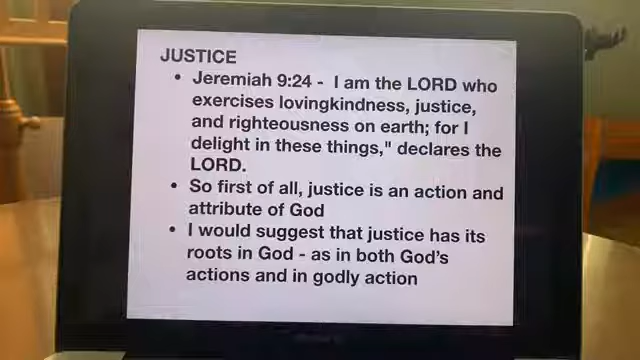 JUSTICE
• Jeremiah 9:24 - I am the LORD who
exercises lovingkindness, justice,
and righteousness on earth; for I
delight in these things," declares the
LORD.
• So first of all, justice is an action and
attribute of God
• I would suggest that justice has its
roots in God - as in both God's
actions and in godly action